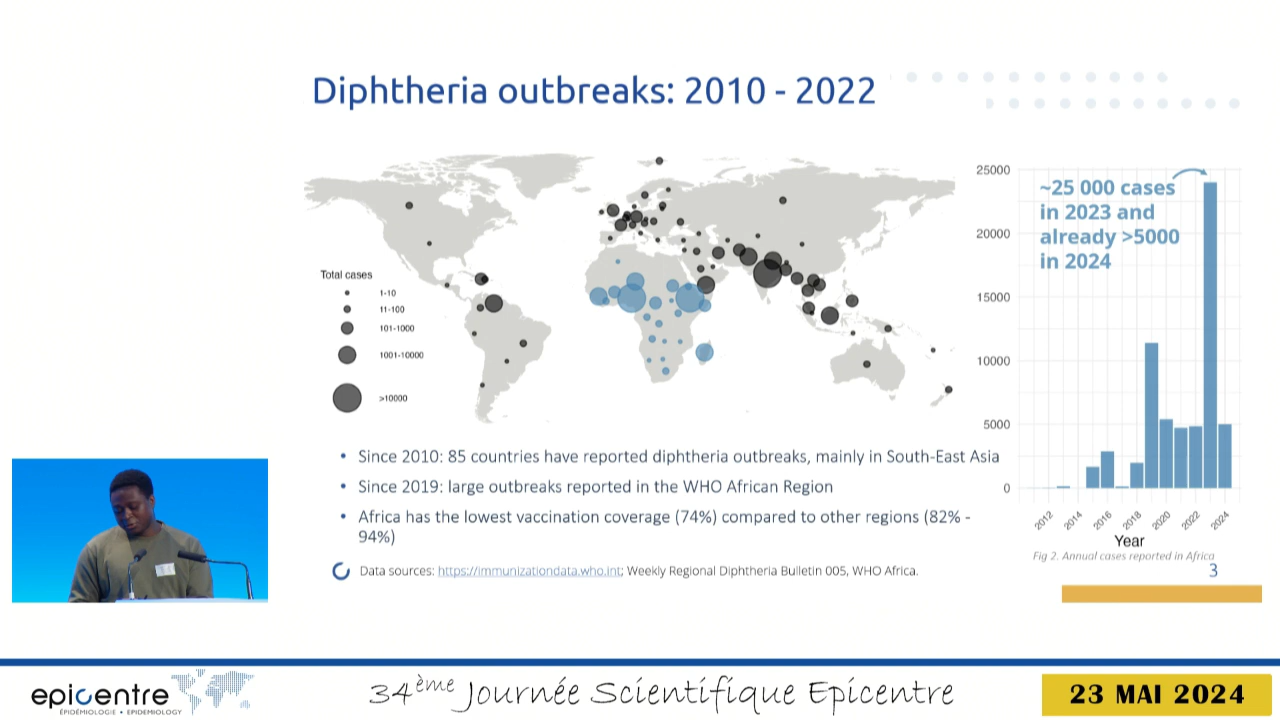 Diphtheria outbreaks: 2010 - 2022
Total cases
1-10
11-100
101-1000
1001-10000
>10000
25000
20000
15000
10000
5000
0
~25 000 cases
in 2023 and
already >5000
in 2024
2012 2014 2016 2018 2020 2022 2024
Year
Fig 2. Annual cases reported in Africa
• Since 2010: 85 countries have reported diphtheria outbreaks, mainly in South-East Asia
• Since 2019: large outbreaks reported in the WHO African Region
• Africa has the lowest vaccination coverage (74%) compared to other regions (82% -
94%)
Data sources: https://immunizationdata.who.int; Weekly Regional Diphtheria Bulletin 005, WHO Africa.
3
epicentre
ÉPIDÉMIOLOGIE • EPIDEMIOLOGY
34ème Journée Scientifique Epicentre
23 MAI 2024